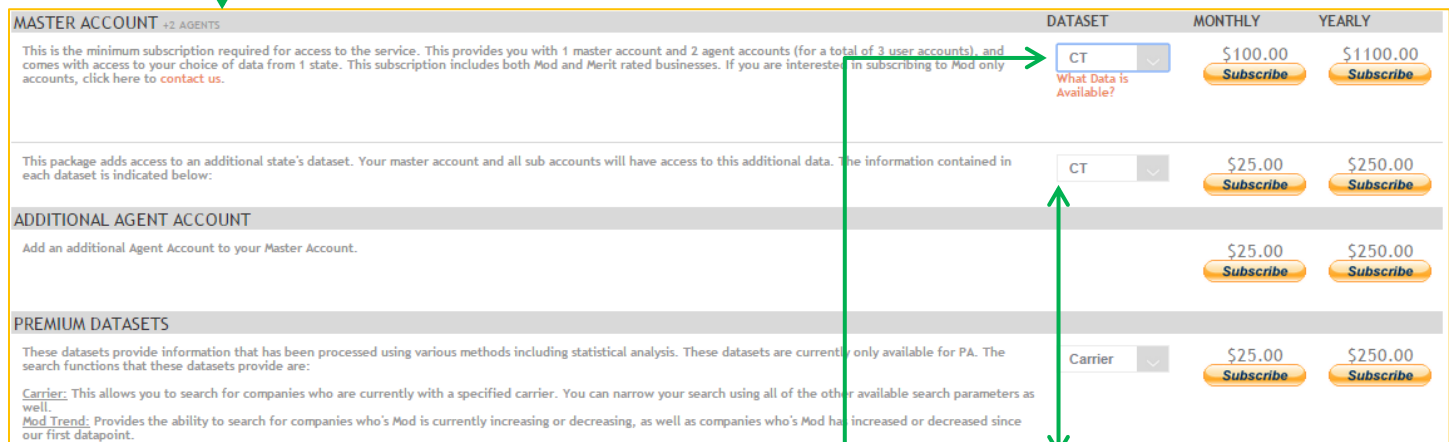 MASTER ACCOUNT +2 AGENTS DATASET MONTHLY YEARLY
This is the minimum subscription required for access to the service. This provides you with 1 master account and 2 agent accounts (for a total of 3 user accounts), and
comes with access to your choice of data from 1 state. This subscription includes both Mod and Merit rated businesses. If you are interested in subscribing to Mod only
accounts, click here to contact us.
CT
What Data is
Available?
$100.00 $1100.00
Subscribe Subscribe
This package adds access to an additional state's dataset. Your master account and all sub accounts will have access to this additional data. The information contained in
each dataset is indicated below:
CT
$25.00 $250.00
Subscribe Subscribe
ADDITIONAL AGENT ACCOUNT
Add an additional Agent Account to your Master Account.
$25.00 $250.00
Subscribe Subscribe
PREMIUM DATASETS
These datasets provide information that has been processed using various methods including statistical analysis. These datasets are currently only available for PA. The
search functions that these datasets provide are:
Carrier
$25.00 $250.00
Subscribe Subscribe
Carrier: This allows you to search for companies who are currently with a specified carrier. You can narrow your search using all of the other available search parameters as
well.
Mod Trend: Provides the ability to search for companies who's Mod is currently increasing or decreasing, as well as companies who's Mod has increased or decreased since
our first datapoint.